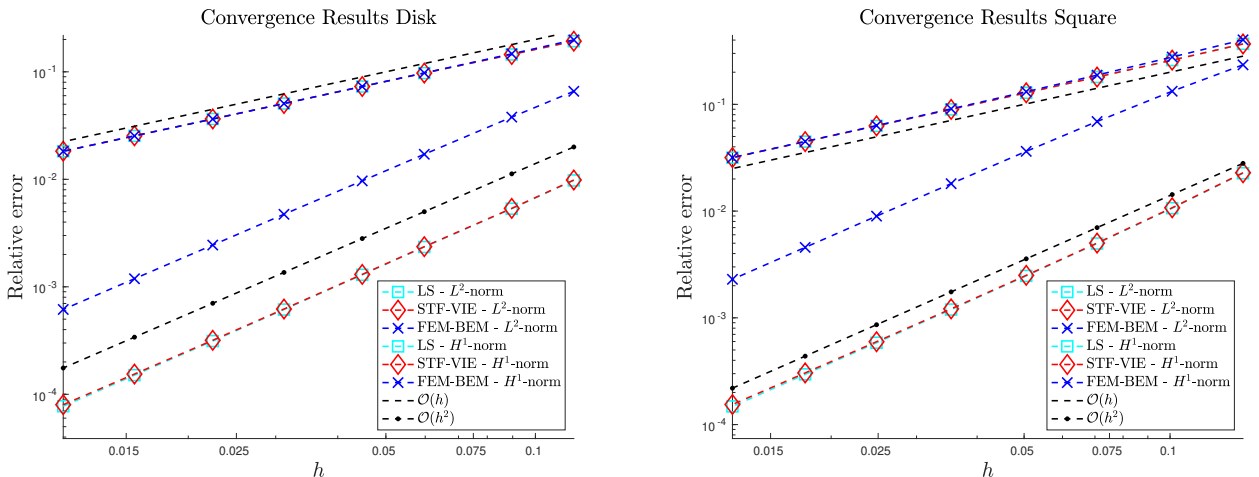 Convergence Results Disk
Relative error
10^-1
10^-2
10^-3
10^-4
0.015
0.025
0.05
0.075
0.1
h
LS - L^2-norm
STF-VIE - L^2-norm
FEM-BEM - L^2-norm
LS - H^1-norm
STF-VIE - H^1-norm
FEM-BEM - H^1-norm
𝒪(h)
𝒪(h^2)
Convergence Results Square
Relative error
10^-1
10^-2
10^-3
10^-4
0.015
0.025
0.05
0.075
0.1
h
LS - L^2-norm
STF-VIE - L^2-norm
FEM-BEM - L^2-norm
LS - H^1-norm
STF-VIE - H^1-norm
FEM-BEM - H^1-norm
𝒪(h)
𝒪(h^2)